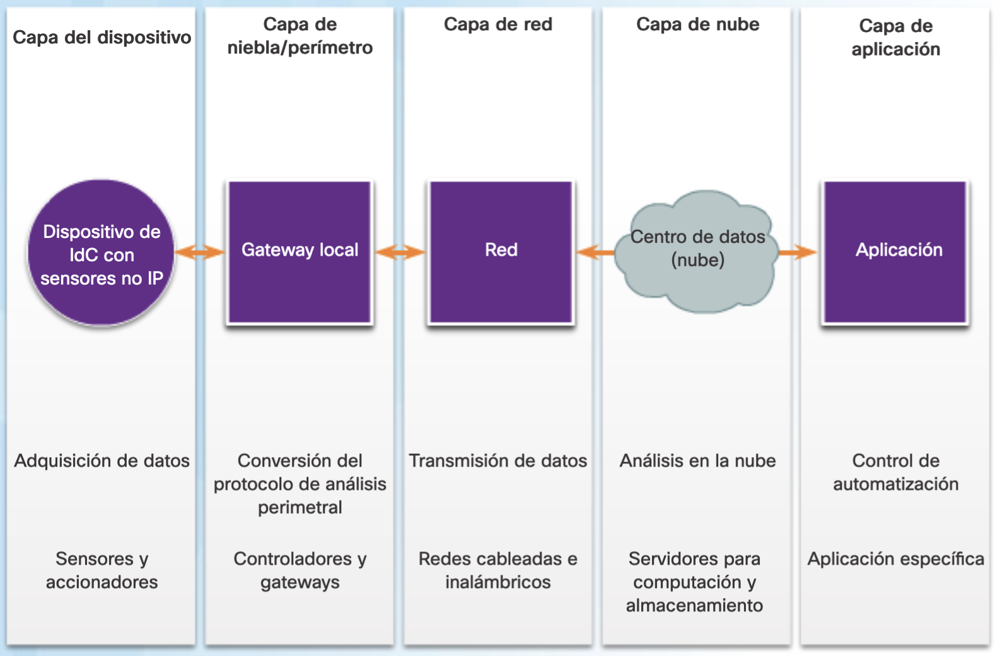 Capa del dispositivo
Capa de
niebla/perímetro
Capa de red
Capa de nube
Capa de
aplicación
Dispositivo de
IdC con
sensores no IP
Gateway local
Red
Centro de datos
(nube)
Aplicación
Adquisición de datos
Conversión del
protocolo de análisis
perimetral
Transmisión de datos
Análisis en la nube
Control de
automatización
Sensores y
accionadores
Controladores y
gateways
Redes cableadas e
inalámbricos
Servidores para
computación y
almacenamiento
Aplicación específica